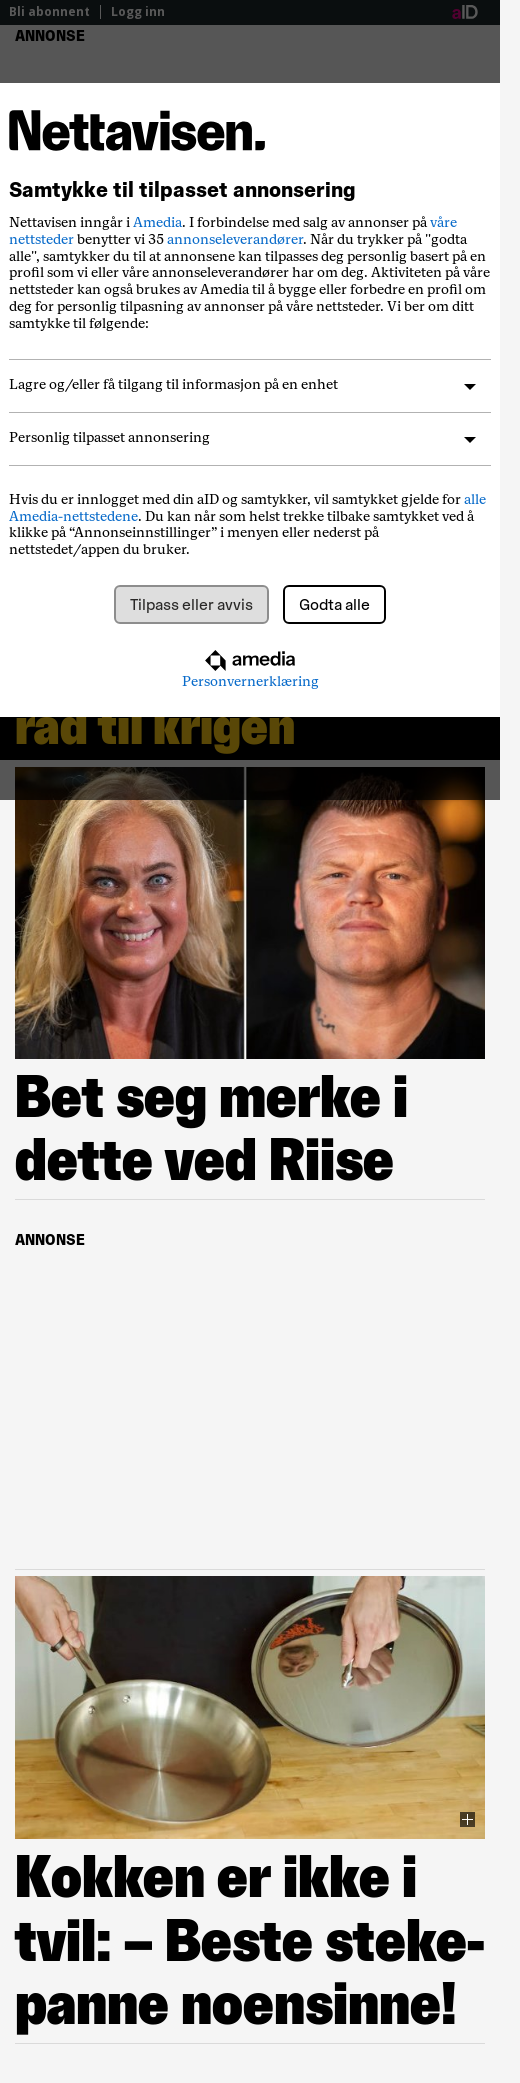 Bli abonnent
Logg inn
aID
ANNONSE
Nettavisen.
Samtykke til tilpasset annonsering
Nettavisen inngår i Amedia. I forbindelse med salg av annonser på våre
nettsteder benytter vi 35 annonseleverandører. Når du trykker på "godta
alle", samtykker du til at annonsene kan tilpasses deg personlig basert på en
profil som vi eller våre annonseleverandører har om deg. Aktiviteten på våre
nettsteder kan også brukes av Amedia til å bygge eller forbedre en profil om
deg for personlig tilpasning av annonser på våre nettsteder. Vi ber om ditt
samtykke til følgende:
Lagre og/eller få tilgang til informasjon på en enhet
Personlig tilpasset annonsering
Hvis du er innlogget med din aID og samtykker, vil samtykket gjelde for alle
Amedia-nettstedene. Du kan når som helst trekke tilbake samtykket ved å
klikke på “Annonseinnstillinger” i menyen eller nederst på
nettstedet/appen du bruker.
Tilpass eller avvis
Godta alle
amedia
Personvernerklæring
råd til krigen
Bet seg merke i
dette ved Riise
ANNONSE
Kokken er ikke i
tvil: – Beste steke-
panne noensinne!